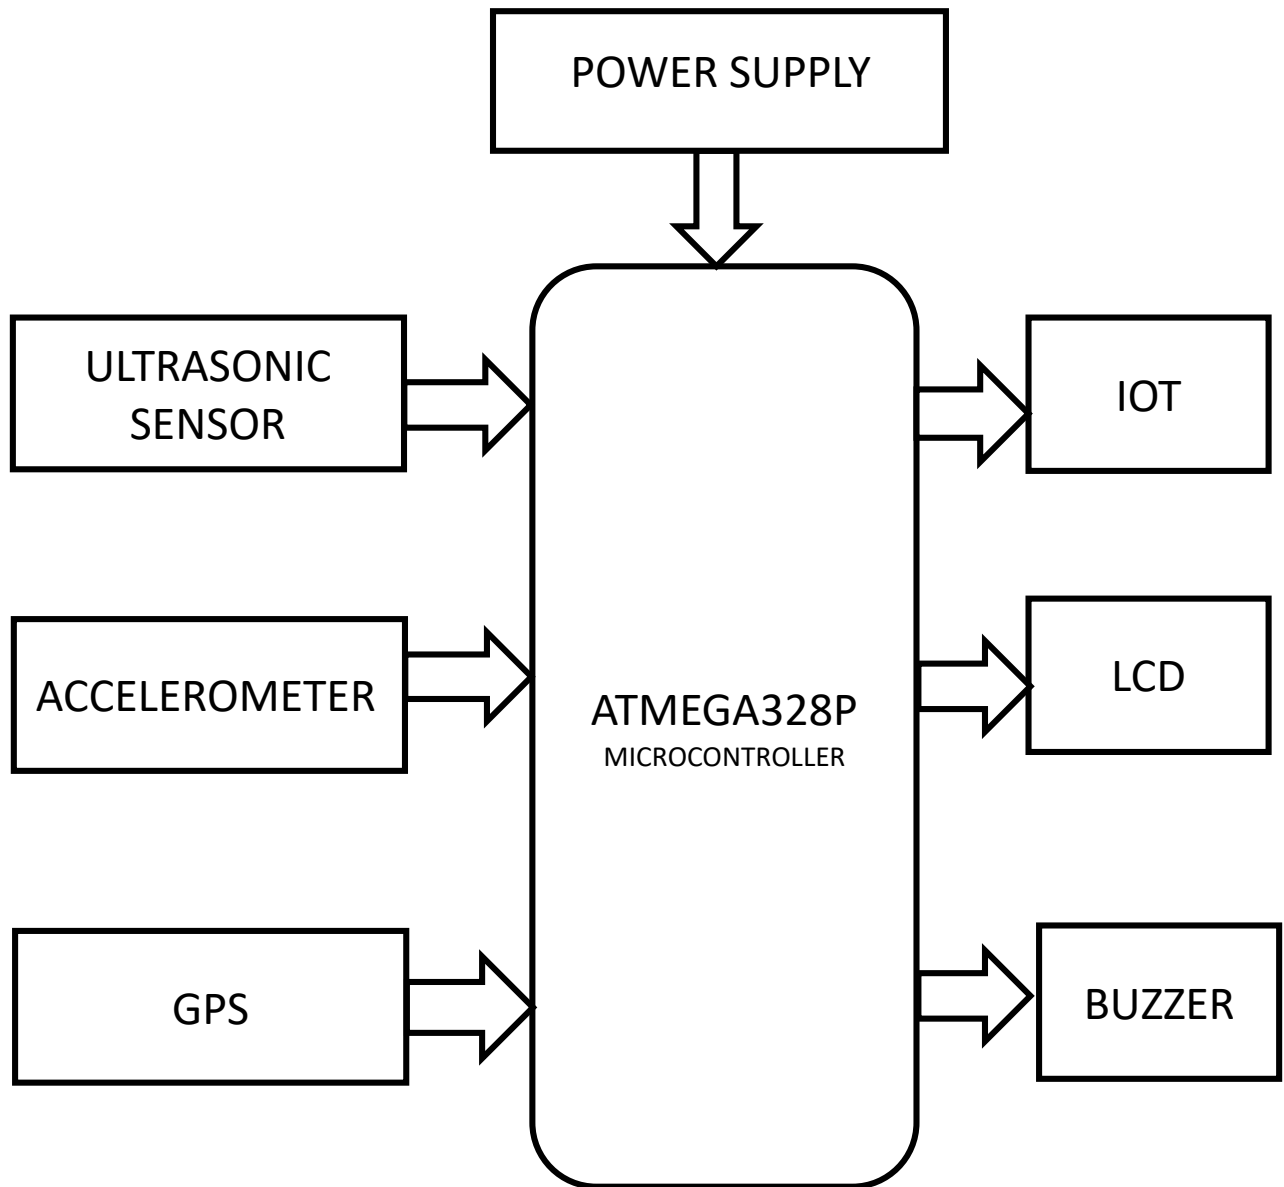 POWER SUPPLY
ULTRASONIC
SENSOR
IOT
ACCELEROMETER
ATMEGA328P
MICROCONTROLLER
LCD
GPS
BUZZER